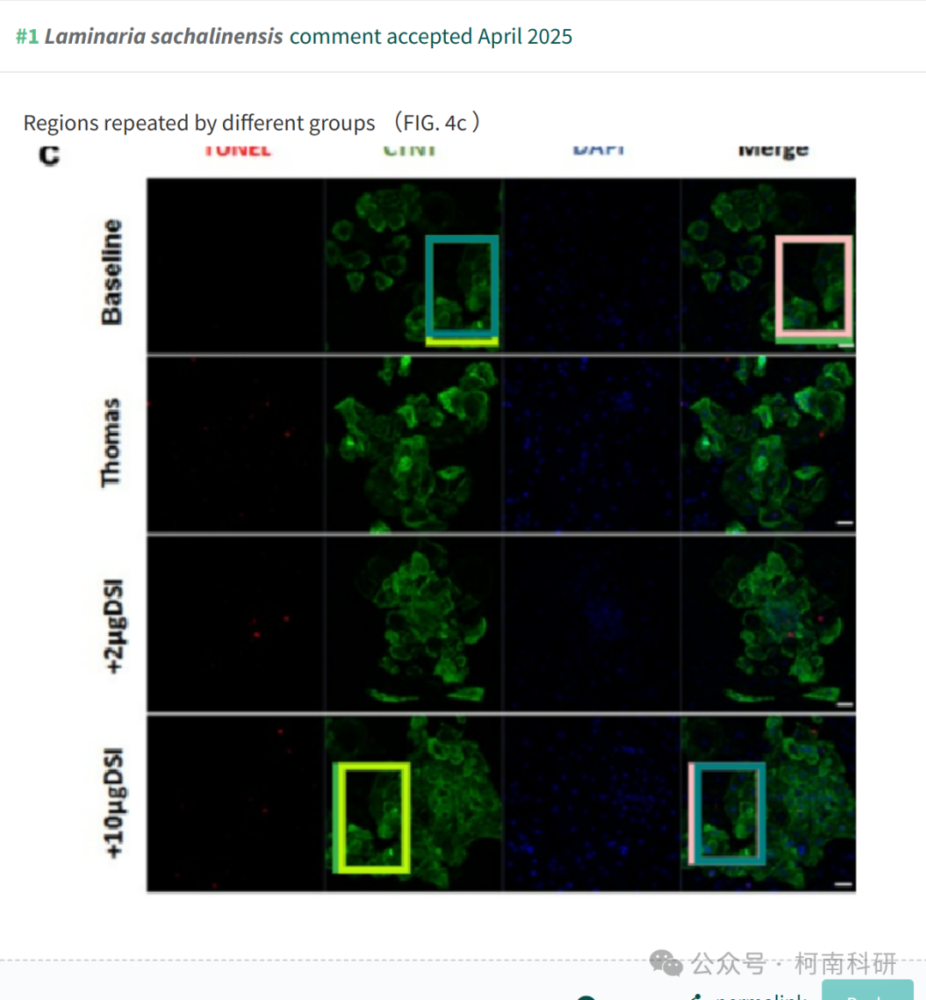 #1 Laminaria sachalinensis comment accepted April 2025
Regions repeated by different groups （FIG. 4c ）
C
TUNEL CTNT DAPI Merge
Baseline
Thomas
+2μgDSI
+10μgDSI
公众号 · 柯南科研
permalink